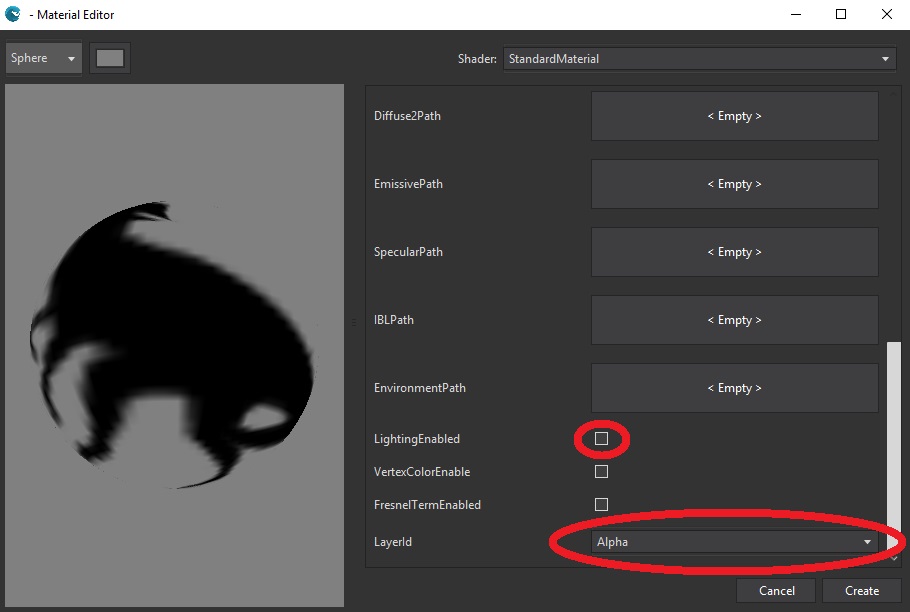 - Material Editor
Sphere
Shader: StandardMaterial
Diffuse2Path < Empty >
EmissivePath < Empty >
SpecularPath < Empty >
IBLPath < Empty >
EnvironmentPath < Empty >
LightingEnabled
VertexColorEnable
FresnelTermEnabled
LayerId Alpha
Cancel Create